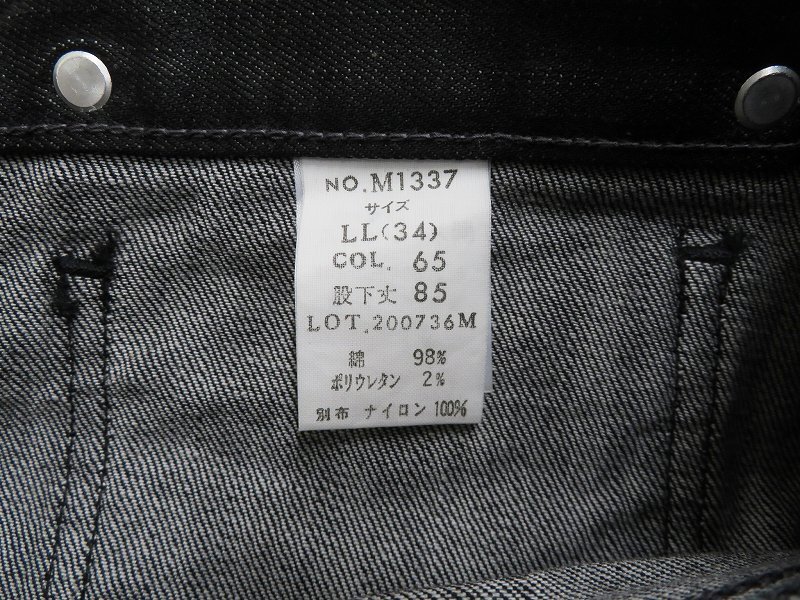 NO.M1337
サイズ
LL(34)
COL. 65
股下丈 85
LOT.200736M
綿 98%
ポリウレタン 2%
別布 ナイロン 100%